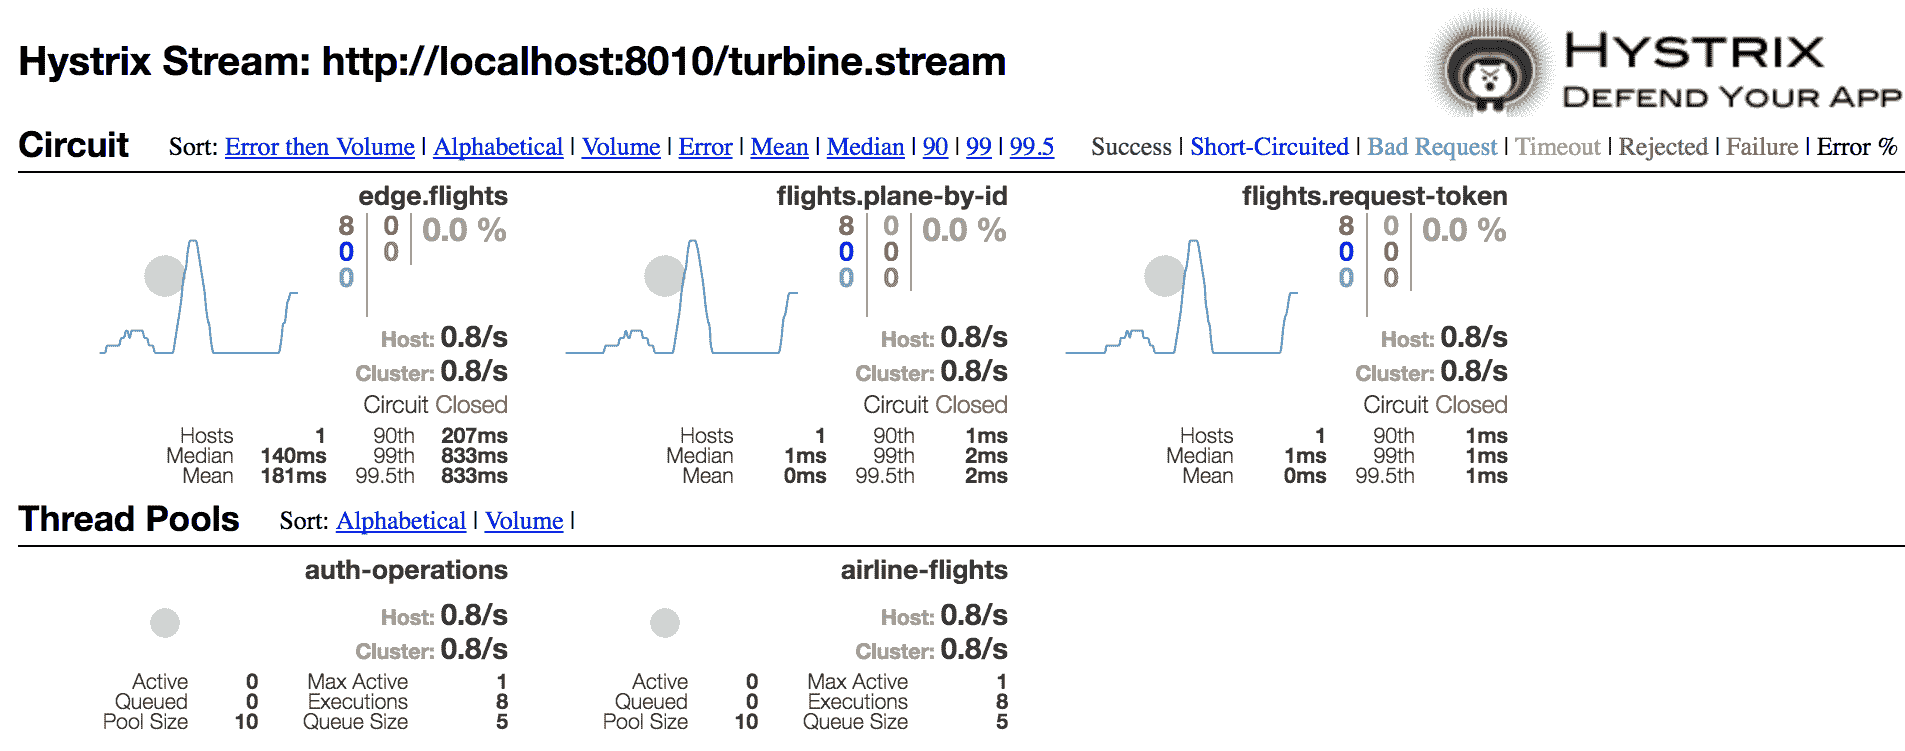 Hystrix Stream: http://localhost:8010/turbine.stream
HYSTRIX
DEFEND YOUR APP
Circuit Sort: Error then Volume | Alphabetical | Volume | Error | Mean | Median | 90 | 99 | 99.5 Success | Short-Circuited | Bad Request | Timeout | Rejected | Failure | Error %
edge.flights
8 0 0.0 %
0 0
0
Host: 0.8/s
Cluster: 0.8/s
Circuit Closed
Hosts 1 90th 207ms
Median 140ms 99th 833ms
Mean 181ms 99.5th 833ms
flights.plane-by-id
8 0 0.0 %
0 0
0 0
Host: 0.8/s
Cluster: 0.8/s
Circuit Closed
Hosts 1 90th 1ms
Median 1ms 99th 2ms
Mean 0ms 99.5th 2ms
flights.request-token
8 0 0.0 %
0 0
0 0
Host: 0.8/s
Cluster: 0.8/s
Circuit Closed
Hosts 1 90th 1ms
Median 1ms 99th 1ms
Mean 0ms 99.5th 1ms
Thread Pools Sort: Alphabetical | Volume |
auth-operations
Host: 0.8/s
Cluster: 0.8/s
Active 0 Max Active 1
Queued 0 Executions 8
Pool Size 10 Queue Size 5
airline-flights
Host: 0.8/s
Cluster: 0.8/s
Active 0 Max Active 1
Queued 0 Executions 8
Pool Size 10 Queue Size 5